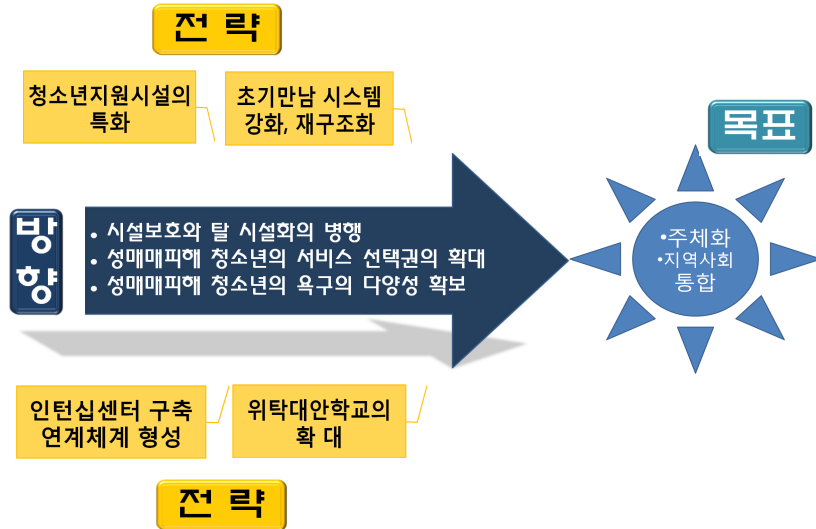 전 략
청소년지원시설의
특화
초기만남 시스템
강화, 재구조화
목표
방
향
• 시설보호와 탈 시설화의 병행
• 성매매피해 청소년의 서비스 선택권의 확대
• 성매매피해 청소년의 욕구의 다양성 확보
•주체화
•지역사회
통합
인턴십센터 구축
연계체계 형성
위탁대안학교의
확 대
전 략